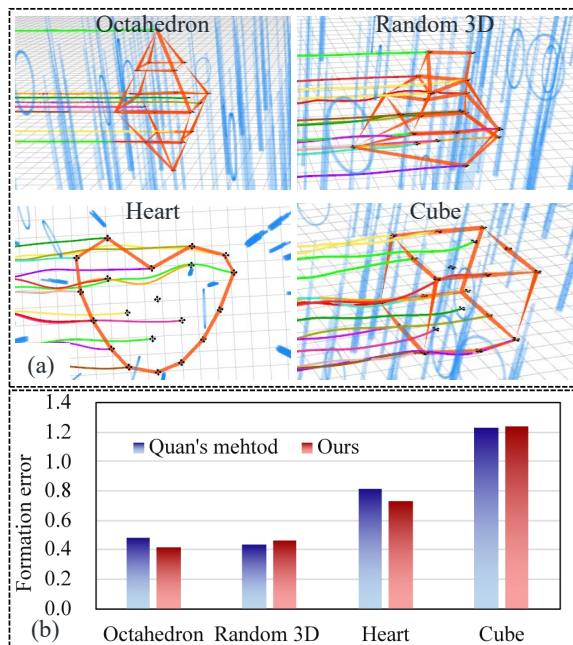 Octahedron
Random 3D
Heart
Cube
(a)
1.4
1.2
1.0
0.8
0.6
0.4
0.2
0.0
Formation error
Quan's mehtod
Ours
(b)
Octahedron
Random 3D
Heart
Cube